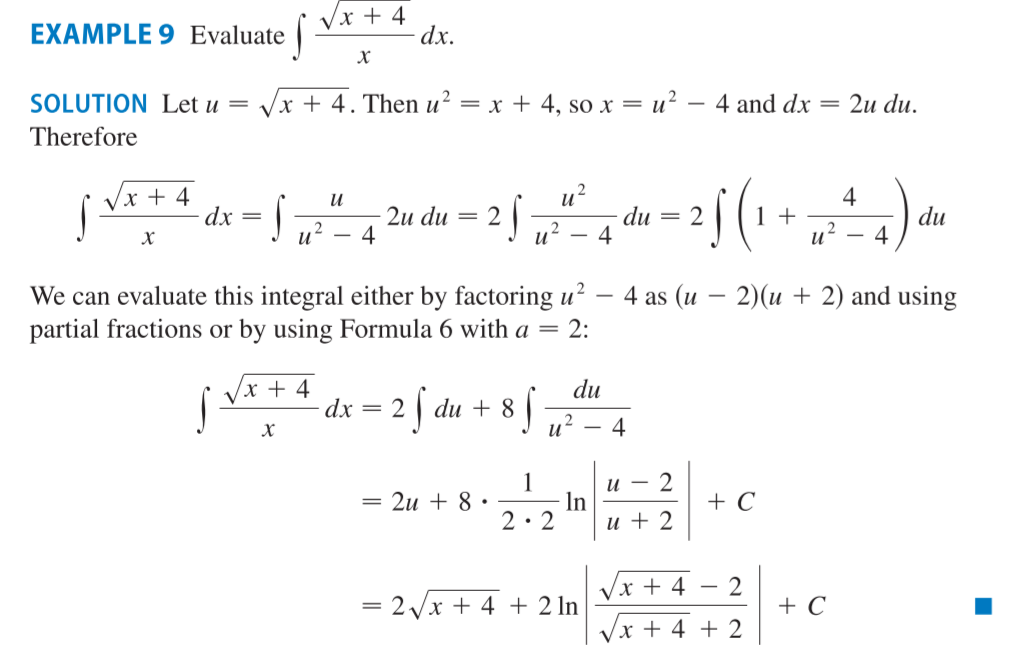 EXAMPLE 9 Evaluate ∫ √(x + 4) / x dx.
SOLUTION Let u = √(x + 4). Then u² = x + 4, so x = u² − 4 and dx = 2u du.
Therefore
∫ √(x + 4) / x dx = ∫ u / (u² − 4) 2u du = 2 ∫ u² / (u² − 4) du = 2 ∫ (1 + 4 / (u² − 4)) du
We can evaluate this integral either by factoring u² − 4 as (u − 2)(u + 2) and using
partial fractions or by using Formula 6 with a = 2:
∫ √(x + 4) / x dx = 2 ∫ du + 8 ∫ du / (u² − 4)
= 2u + 8 · 1 / (2 · 2) ln |(u − 2) / (u + 2)| + C
= 2√(x + 4) + 2 ln |(√(x + 4) − 2) / (√(x + 4) + 2)| + C